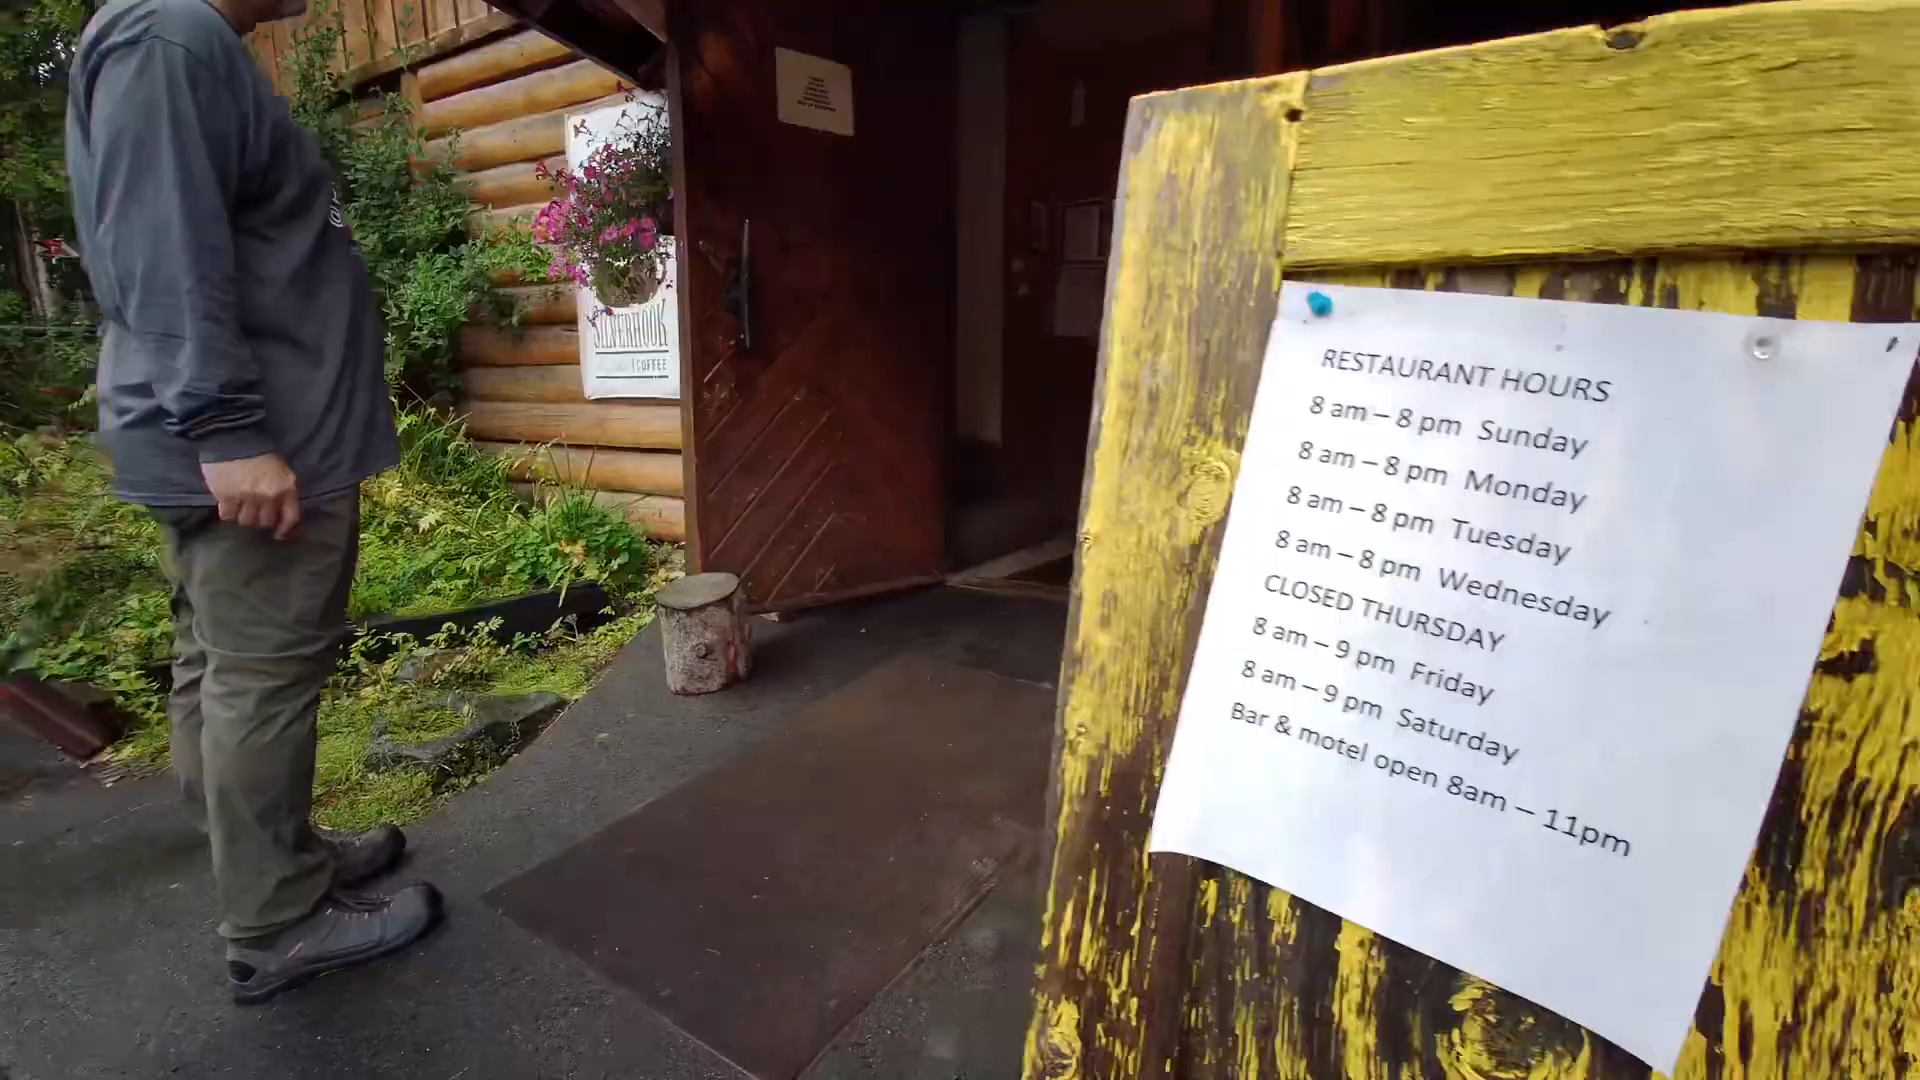 SILVERHOOK
COFFEE
RESTAURANT HOURS
8 am – 8 pm Sunday
8 am – 8 pm Monday
8 am – 8 pm Tuesday
8 am – 8 pm Wednesday
CLOSED THURSDAY
8 am – 9 pm Friday
8 am – 9 pm Saturday
Bar & motel open 8am – 11pm